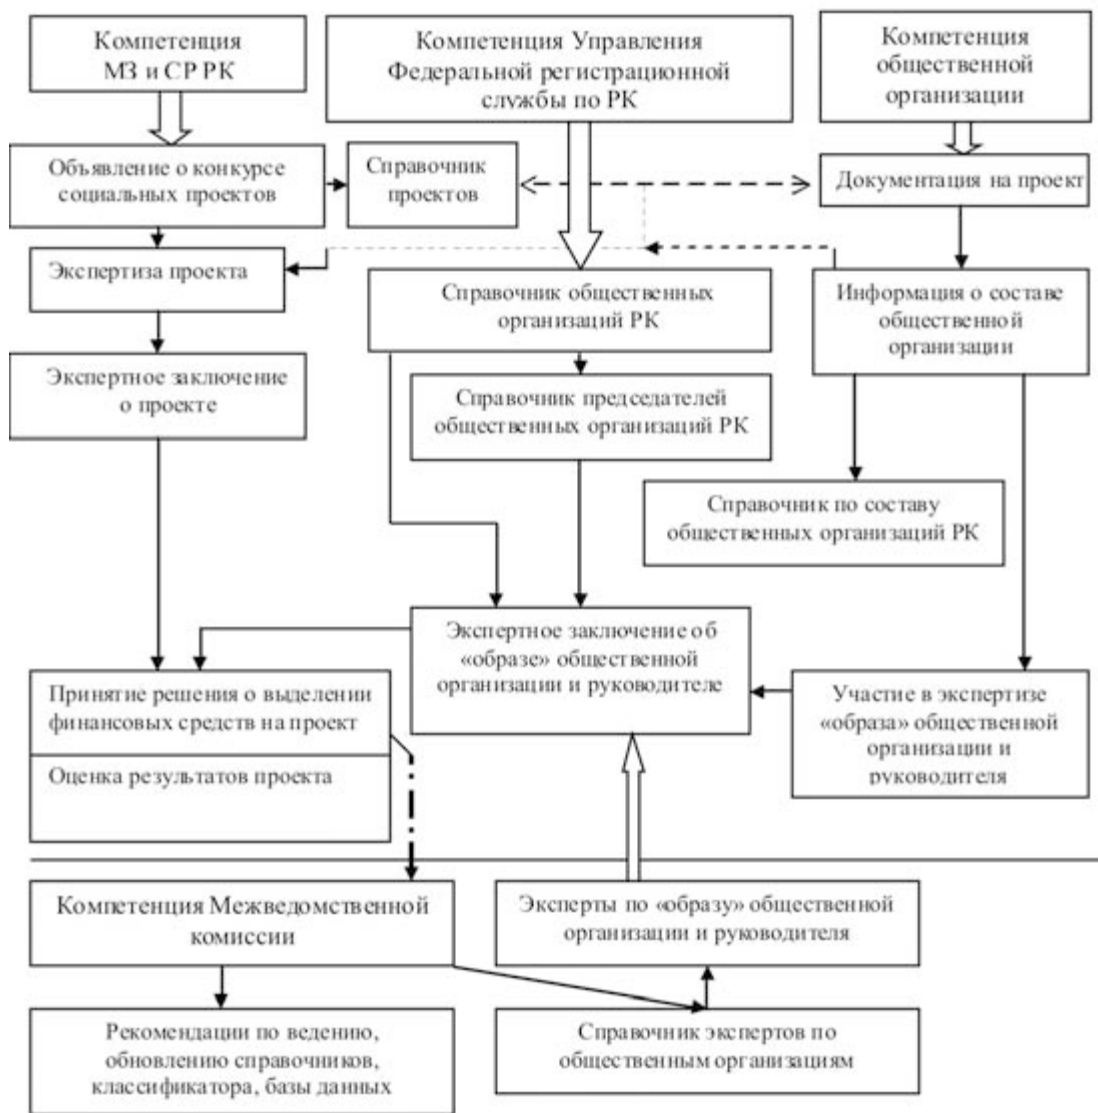 Компетенция
МЗ и СР РК
Компетенция Управления
Федеральной регистрационной
службы по РК
Компетенция
общественной
организации
Объявление о конкурсе
социальных проектов
Справочник
проектов
Документация на проект
Экспертиза проекта
Справочник общественных
организаций РК
Информация о составе
общественной
организации
Экспертное заключение
о проекте
Справочник председателей
общественных организаций РК
Справочник по составу
общественных организаций РК
Экспертное заключение об
«образе» общественной
организации и руководителе
Принятие решения о выделении
финансовых средств на проект
Оценка результатов проекта
Участие в экспертизе
«образа» общественной
организации и
руководителя
Компетенция Межведомственной
комиссии
Эксперты по «образу» общественной
организации и руководителя
Рекомендации по ведению,
обновлению справочников,
классификатора, базы данных
Справочник экспертов по
общественным организациям